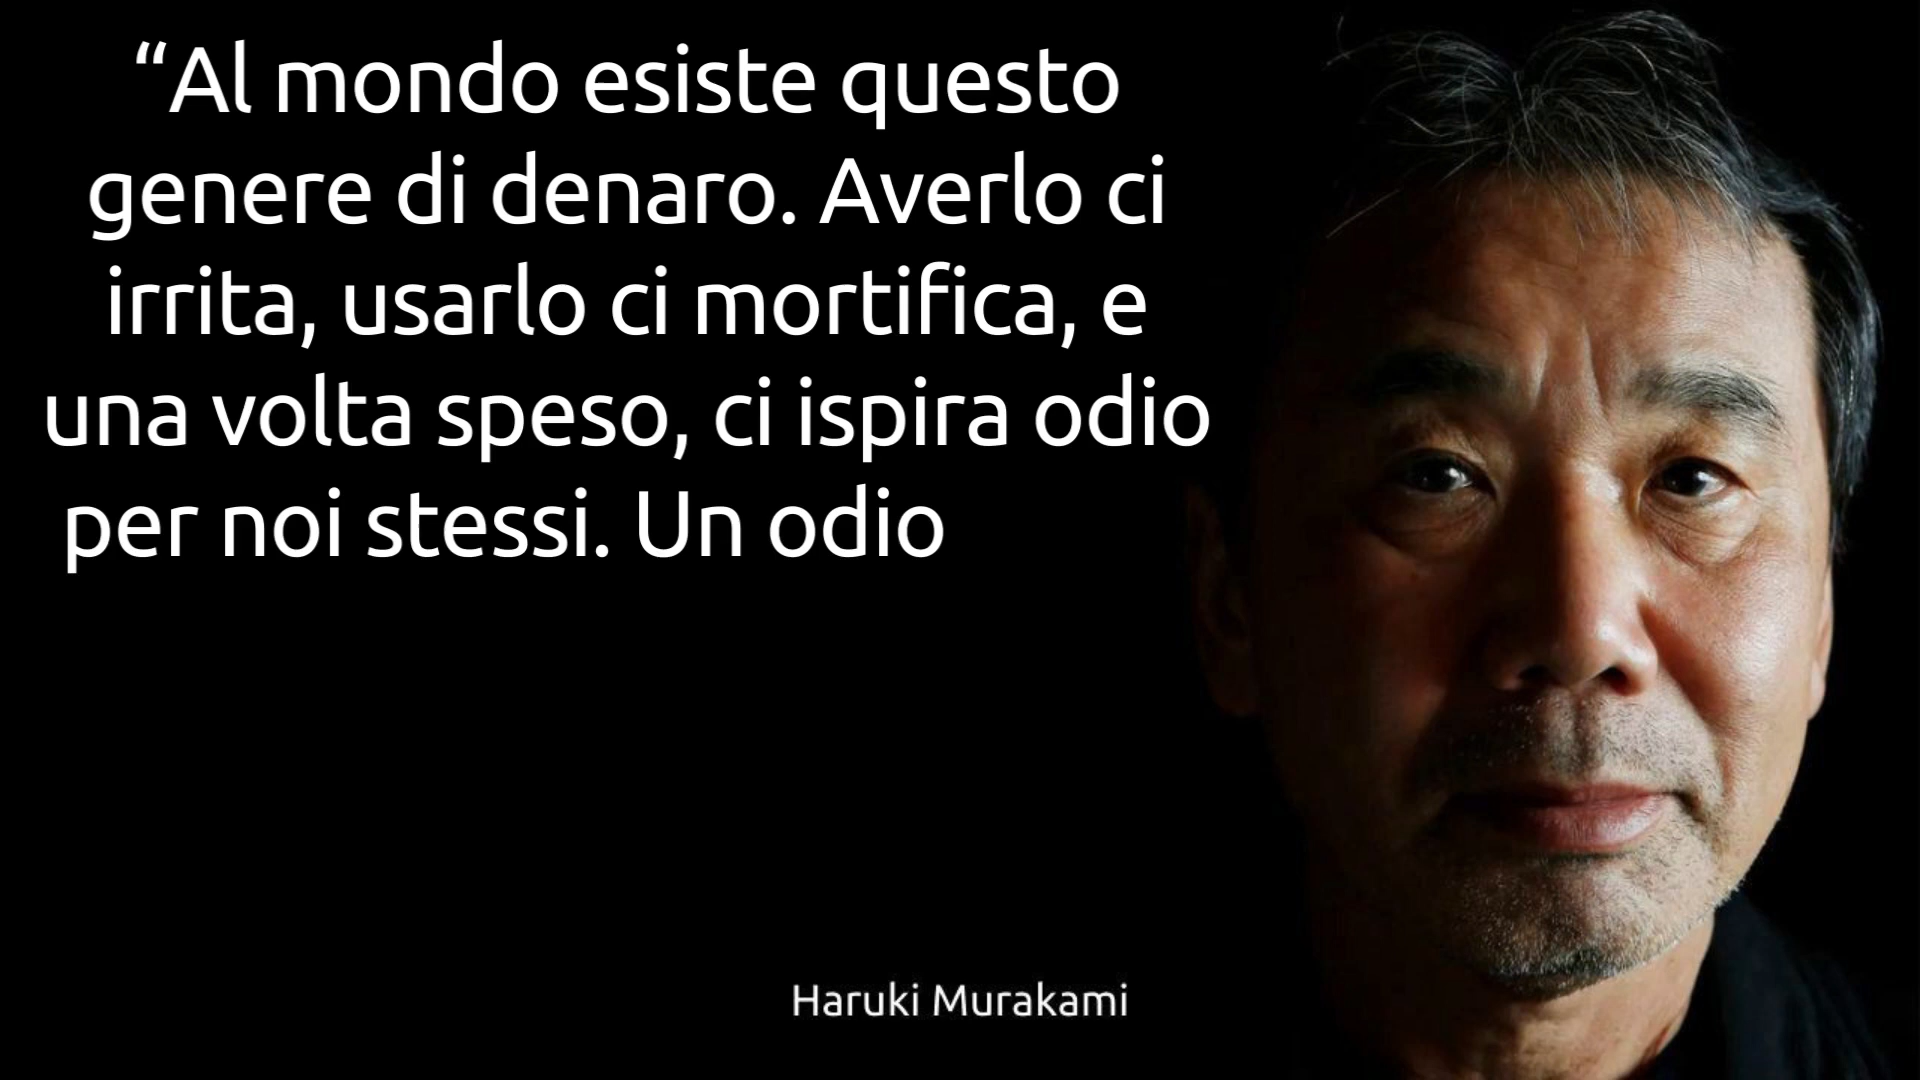 “Al mondo esiste questo
genere di denaro. Averlo ci
irrita, usarlo ci mortifica, e
una volta speso, ci ispira odio
per noi stessi. Un odio
Haruki Murakami